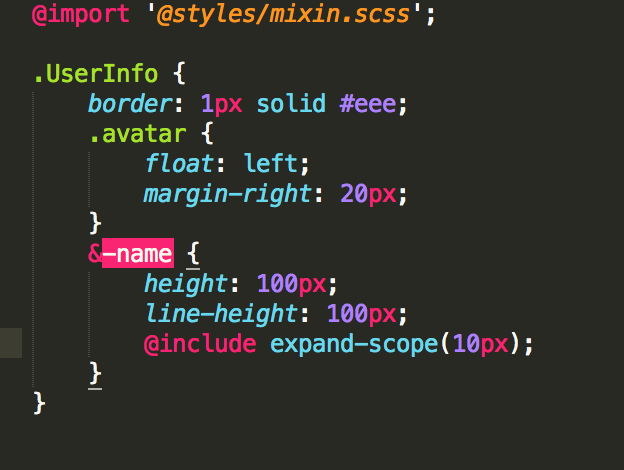 @import '@styles/mixin.scss';
.UserInfo {
border: 1px solid #eee;
.avatar {
float: left;
margin-right: 20px;
}
&-name {
height: 100px;
line-height: 100px;
@include expand-scope(10px);
}
}